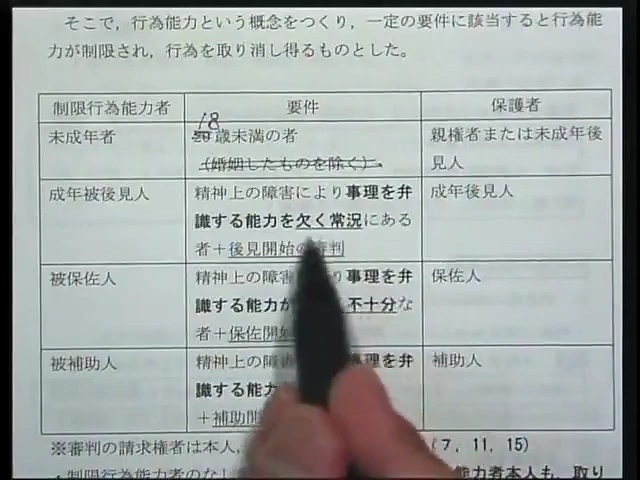 そこで，行為能力という概念をつくり，一定の要件に該当すると行為能
力が制限され，行為を取り消し得るものとした。
制限行為能力者 要件 保護者
未成年者
18
20歳未満の者
（婚姻したものを除く）
親権者または未成年後
見人
成年被後見人
精神上の障害により事理を弁
識する能力を欠く常況にある
者＋後見開始の審判
成年後見人
被保佐人
精神上の障害 り事理を弁
識する能力が 不十分な
者＋保佐開始
保佐人
被補助人
精神上の障害 事理を弁
識する能力
＋補助開
補助人
※審判の請求権者は本人， （7，11，15）
・制限行為能力者のなし 能力者本人も，取り